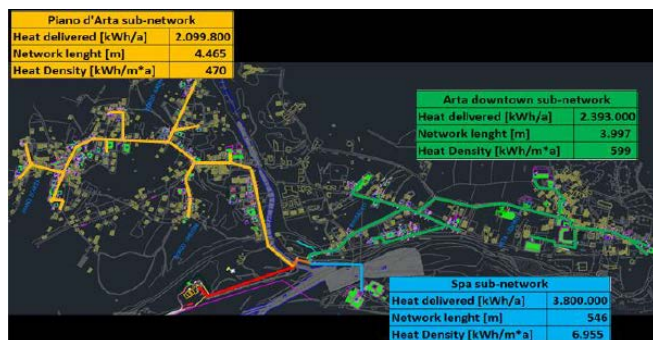 Piano d'Arta sub-network
Heat delivered [kWh/a] 2.099.800
Network lenght [m] 4.465
Heat Density [kWh/m*a] 470
Arta downtown sub-network
Heat delivered [kWh/a] 2.393.000
Network lenght [m] 3.997
Heat Density [kWh/m*a] 599
Spa sub-network
Heat delivered [kWh/a] 3.800.000
Network lenght [m] 546
Heat Density [kWh/m*a] 6.955